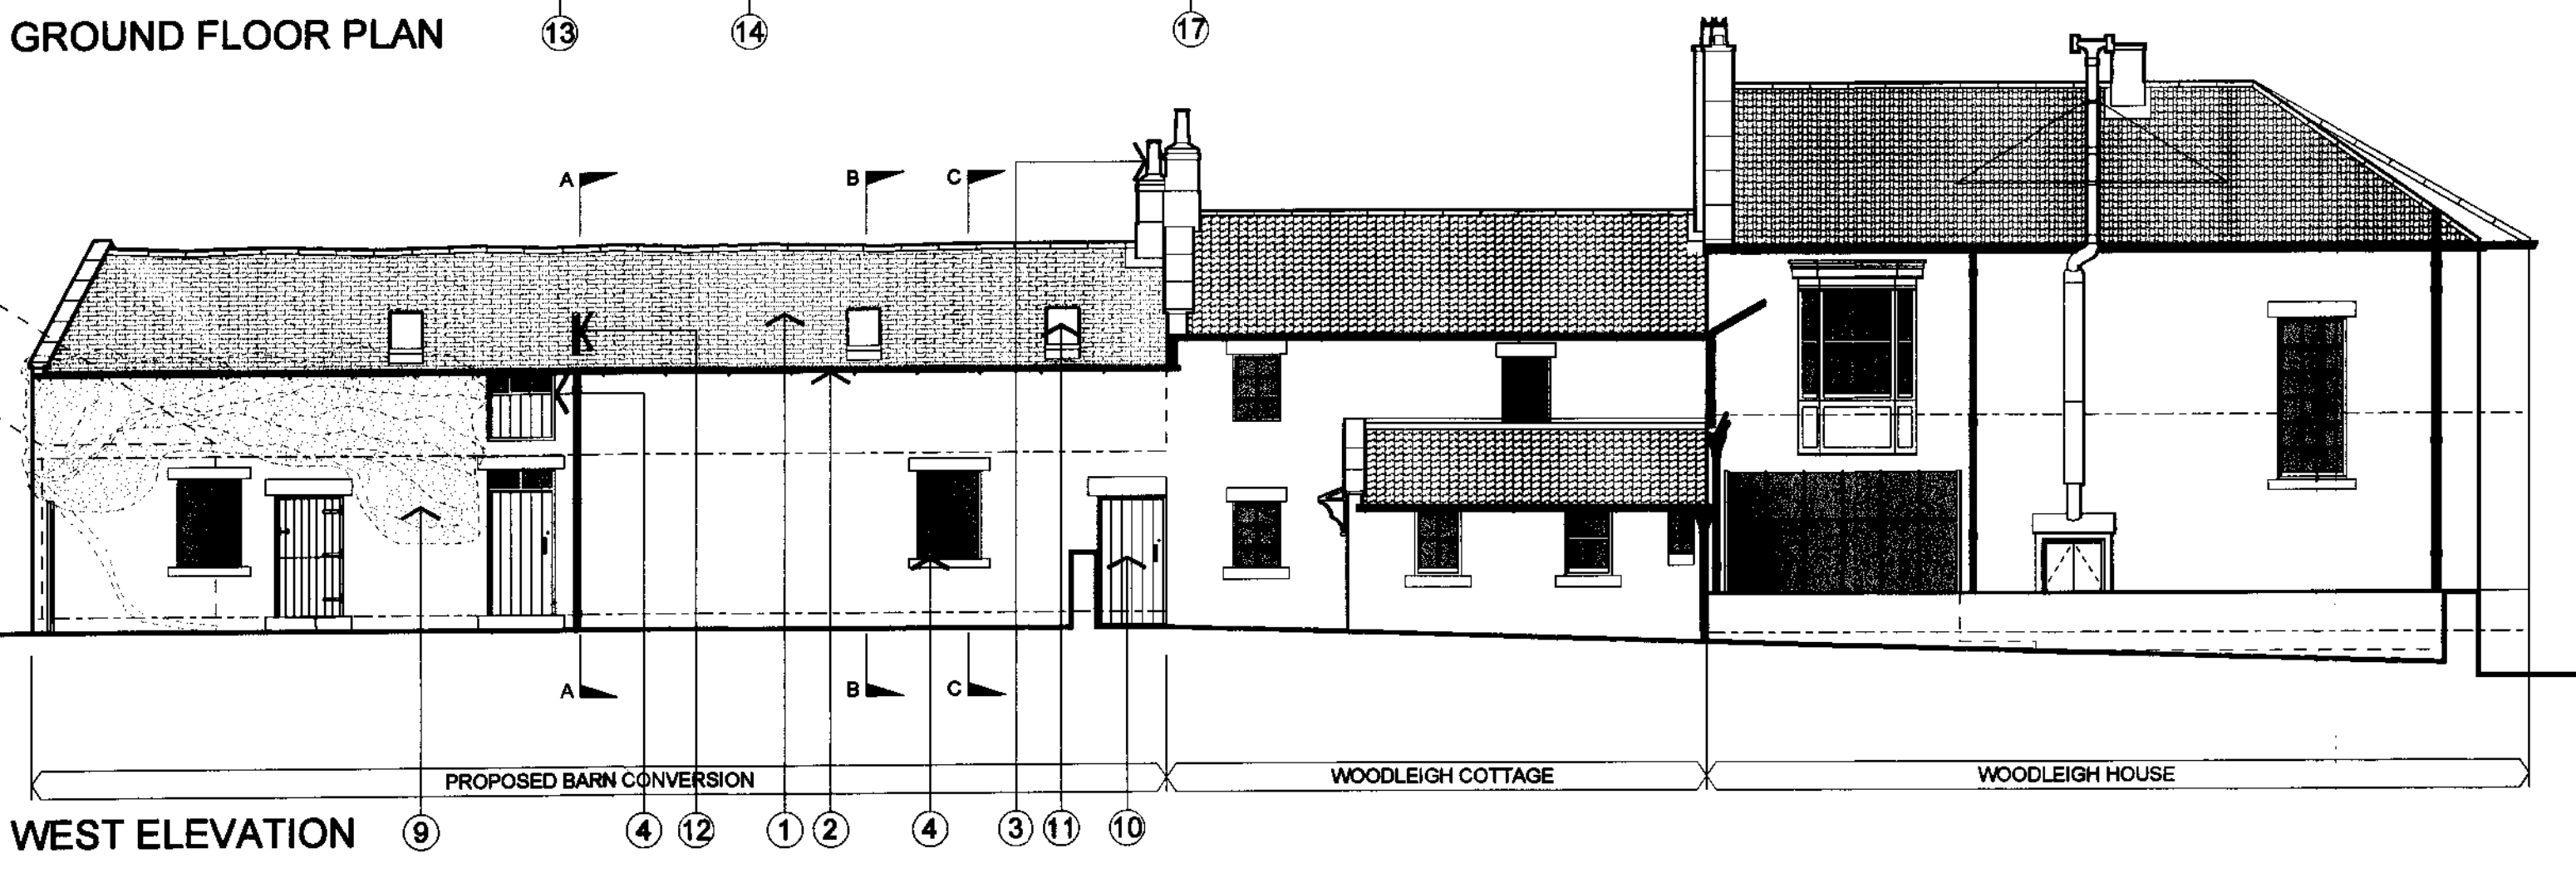 GROUND FLOOR PLAN
13 14 17
A B C
A B C
PROPOSED BARN CONVERSION WOODLEIGH COTTAGE WOODLEIGH HOUSE
WEST ELEVATION
9 4 12 1 2 4 3 11 10